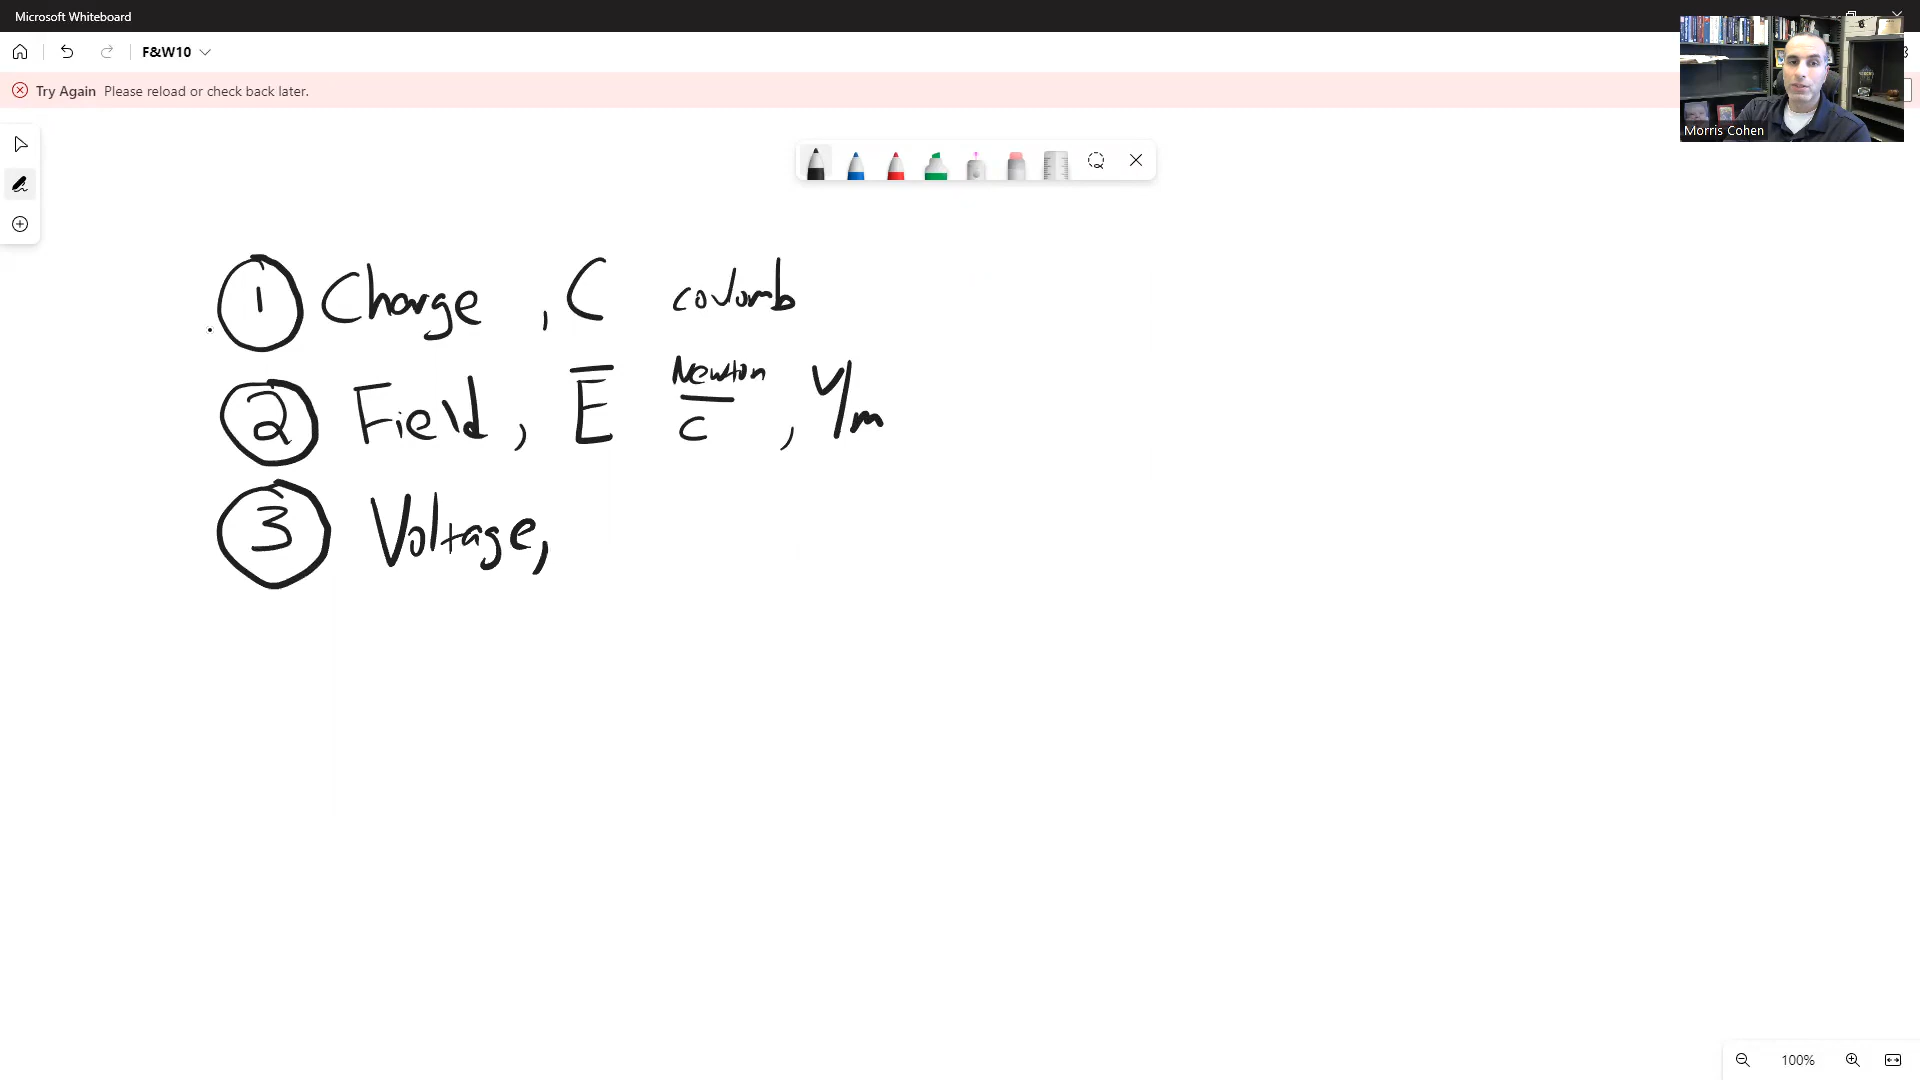 Microsoft Whiteboard
F&W10
Try Again Please reload or check back later.
Morris Cohen
1 Charge , C coulomb
2 Field , E Newton / C , V/m
3 Voltage,
100%